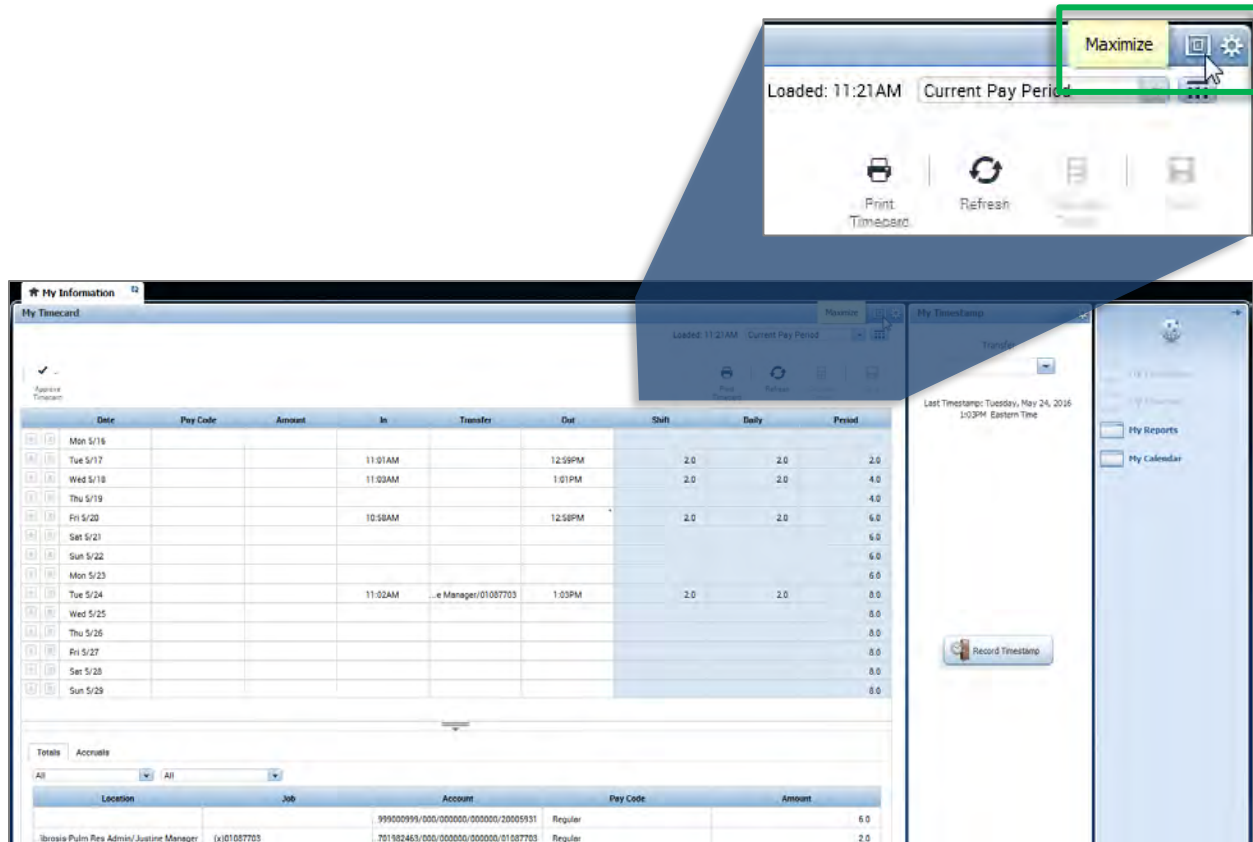 Maximize
Loaded: 11:21AM Current Pay Period
Print Timecard
Refresh
My Information
My Timecard
Maximize
My Timestamp
Loaded: 11:21AM Current Pay Period
Transfer
Approve Timecard
Print Timecard
Refresh
Last Timestamp: Tuesday, May 24, 2016
1:03PM Eastern Time
My Reports
My Calendar
Date Pay Code Amount In Transfer Out Shift Daily Period
Mon 5/16
Tue 5/17 11:01AM 12:59PM 2.0 2.0 2.0
Wed 5/18 11:03AM 1:01PM 2.0 2.0 4.0
Thu 5/19 4.0
Fri 5/20 10:58AM 12:58PM 2.0 2.0 6.0
Sat 5/21 6.0
Sun 5/22 6.0
Mon 5/23 6.0
Tue 5/24 11:02AM ...e Manager/01087703 1:03PM 2.0 2.0 8.0
Wed 5/25 8.0
Thu 5/26 8.0
Fri 5/27 8.0
Sat 5/28 8.0
Sun 5/29 8.0
Record Timestamp
Totals Accruals
All All
Location Job Account Pay Code Amount
999000999/000/000000/000000/20005931 Regular 6.0
ibrosis-Pulm Res Admin/Justine Manager (x)01087703 701982463/000/000000/000000/01087703 Regular 2.0